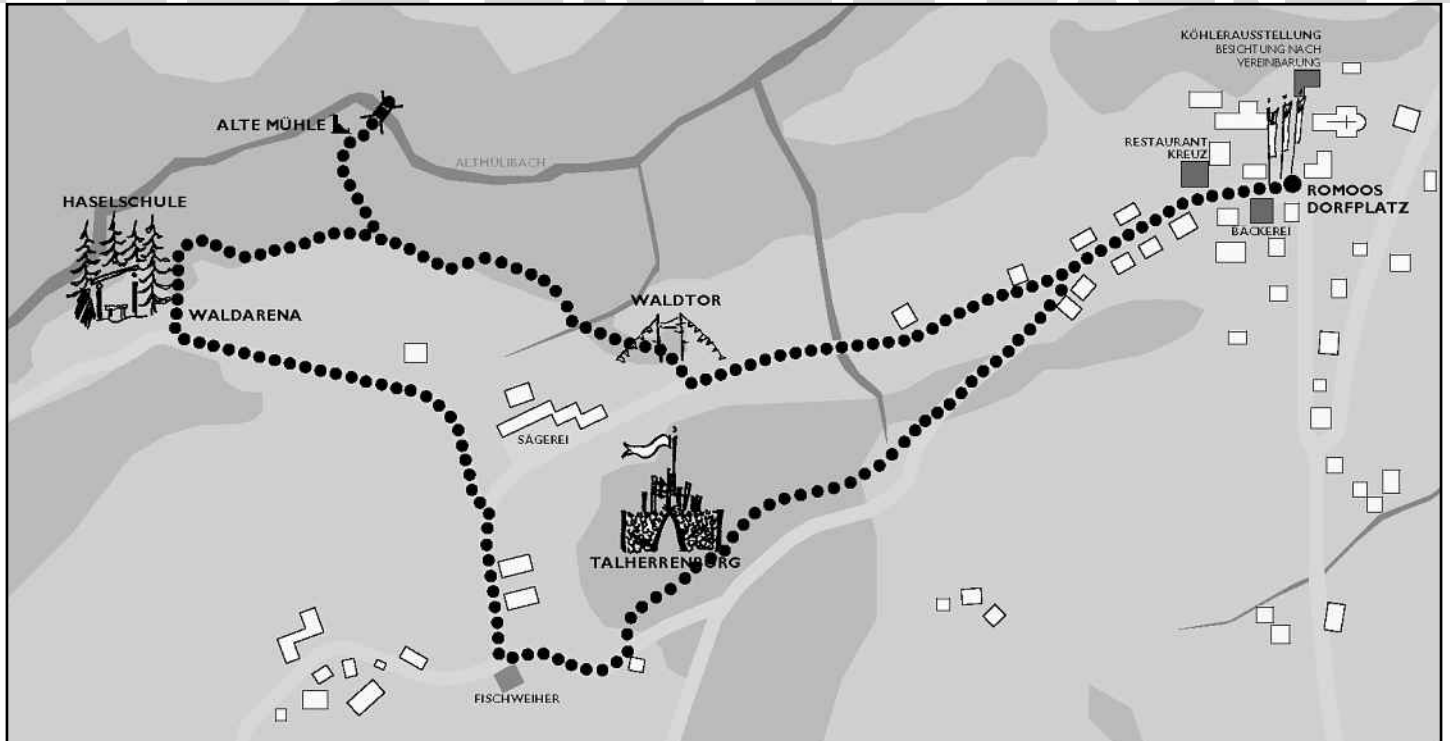 KÖHLERAUSSTELLUNG
BESICHTUNG NACH
VEREINBARUNG
ALTE MÜHLE
ALTHÜLIBACH
RESTAURANT
KREUZ
HASELSCHULE
ROMOOS
DORFPLATZ
BÄCKEREI
WALDTOR
WALDARENA
SÄGEREI
TALHERRENBURG
FISCHWEIHER